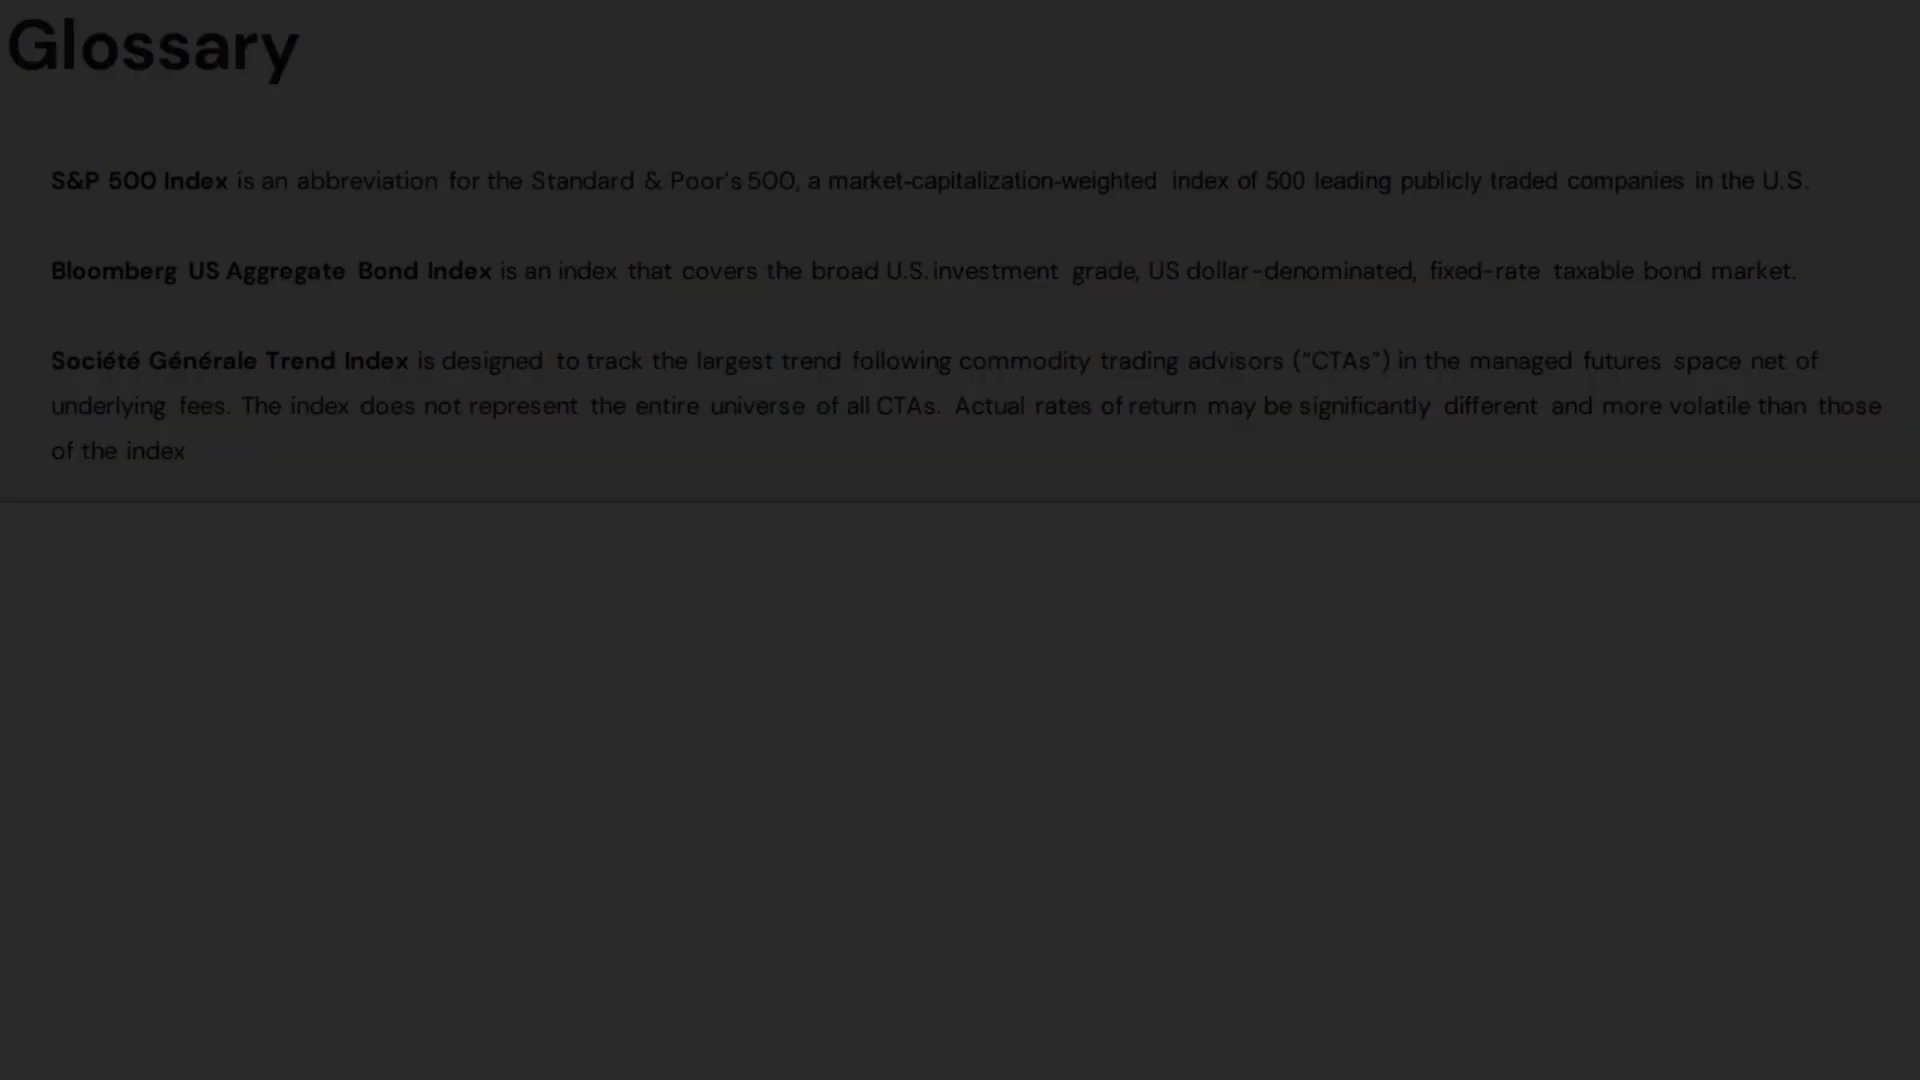 Glossary
S&P 500 Index is an abbreviation for the Standard & Poor's 500, a market-capitalization-weighted index of 500 leading publicly traded companies in the U.S.
Bloomberg US Aggregate Bond Index is an index that covers the broad U.S. investment grade, US dollar-denominated, fixed-rate taxable bond market.
Société Générale Trend Index is designed to track the largest trend following commodity trading advisors (“CTAs”) in the managed futures space net of
underlying fees. The index does not represent the entire universe of all CTAs. Actual rates of return may be significantly different and more volatile than those
of the index